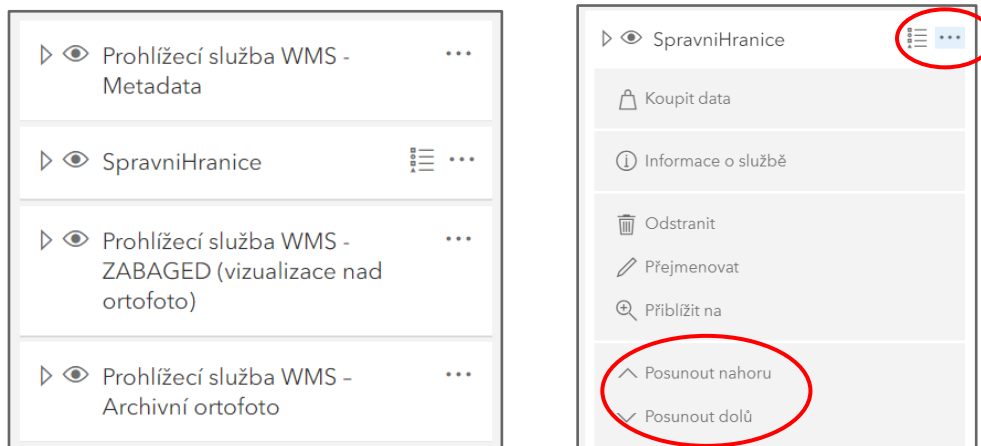 Prohlížecí služba WMS -
Metadata
SpravniHranice
Prohlížecí služba WMS -
ZABAGED (vizualizace nad
ortofoto)
Prohlížecí služba WMS –
Archivní ortofoto
SpravniHranice
Koupit data
Informace o službě
Odstranit
Přejmenovat
Přiblížit na
Posunout nahoru
Posunout dolů